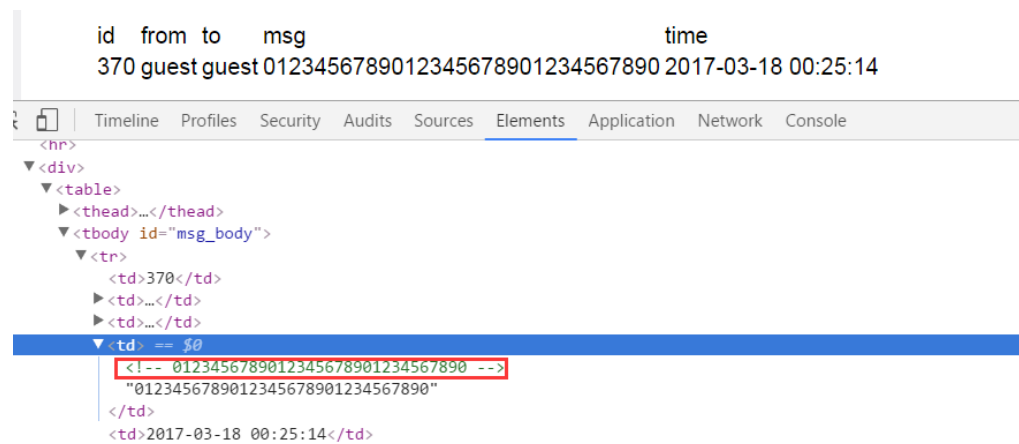 id from to msg time
370 guest guest 0123456789012345678901234567890 2017-03-18 00:25:14
Timeline Profiles Security Audits Sources Elements Application Network Console
<hr>
▼<div>
▼<table>
▶<thead>…</thead>
▼<tbody id="msg_body">
▼<tr>
<td>370</td>
▶<td>…</td>
▶<td>…</td>
▼<td> == $0
<!-- 0123456789012345678901234567890 -->
"0123456789012345678901234567890"
</td>
<td>2017-03-18 00:25:14</td>